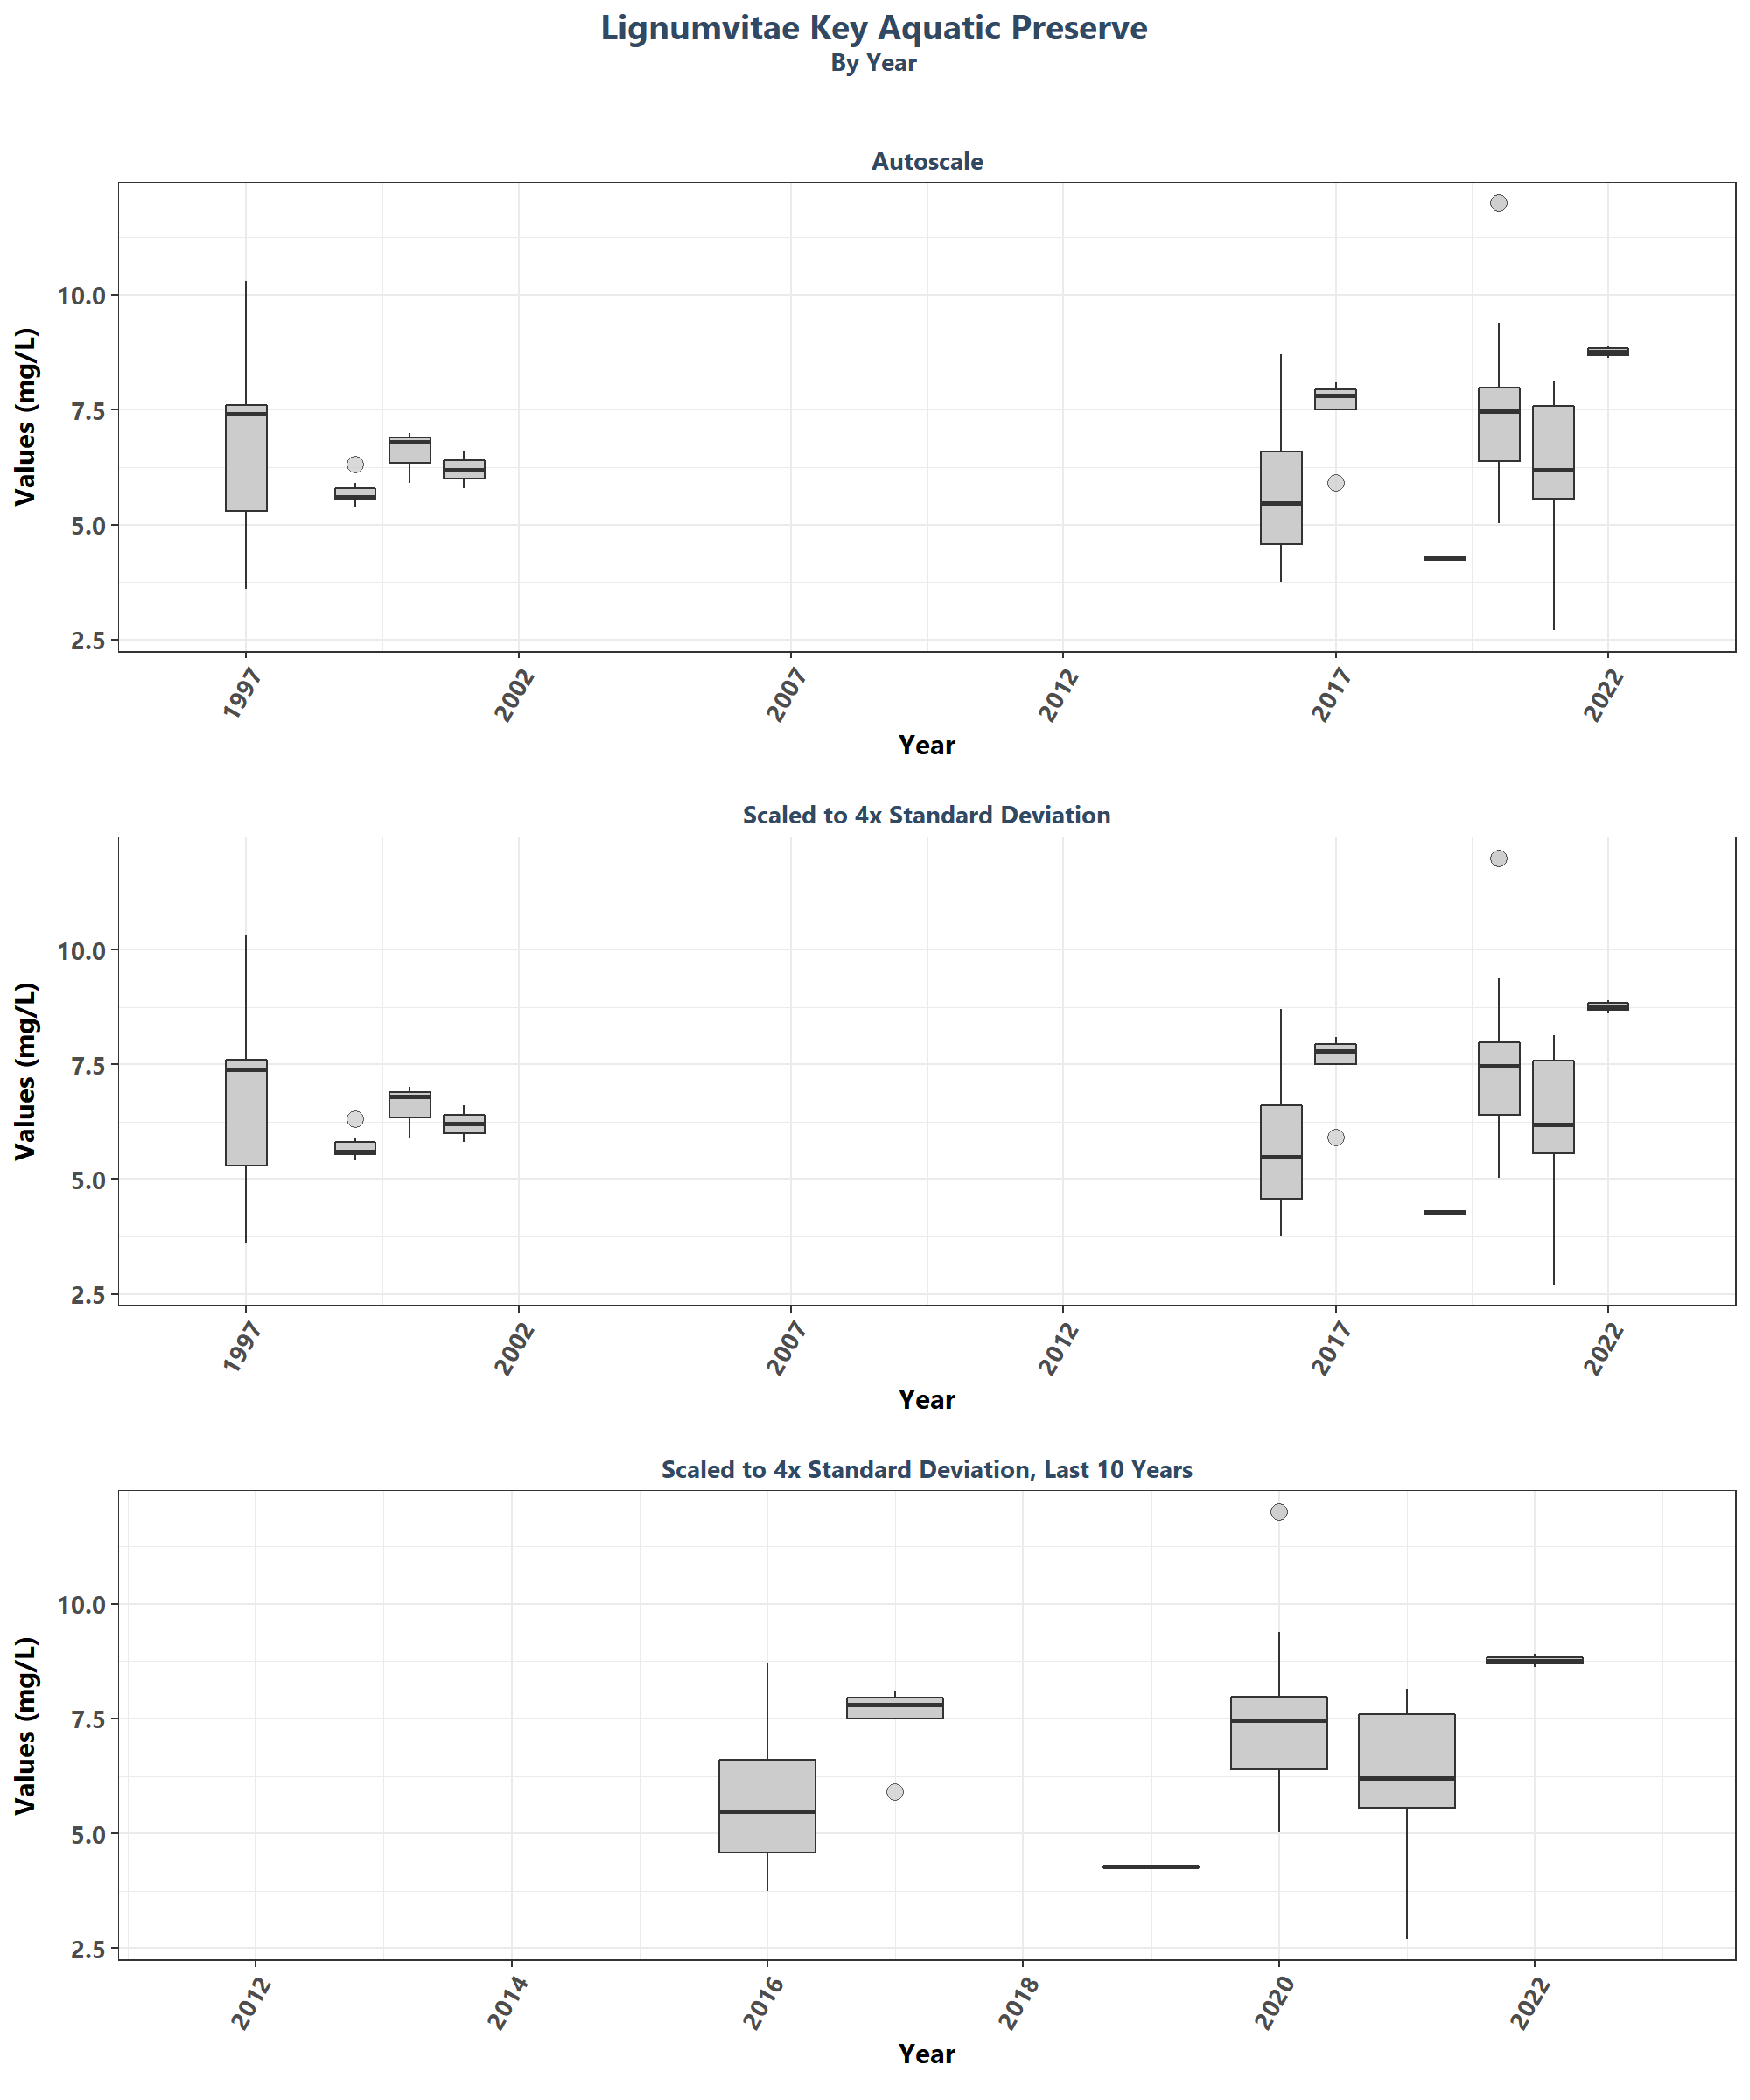 Lignumvitae Key Aquatic Preserve
By Year
Autoscale
Values (mg/L)
10.0
7.5
5.0
2.5
1997 2002 2007 2012 2017 2022
Year
Scaled to 4x Standard Deviation
Values (mg/L)
10.0
7.5
5.0
2.5
1997 2002 2007 2012 2017 2022
Year
Scaled to 4x Standard Deviation, Last 10 Years
Values (mg/L)
10.0
7.5
5.0
2.5
2012 2014 2016 2018 2020 2022
Year